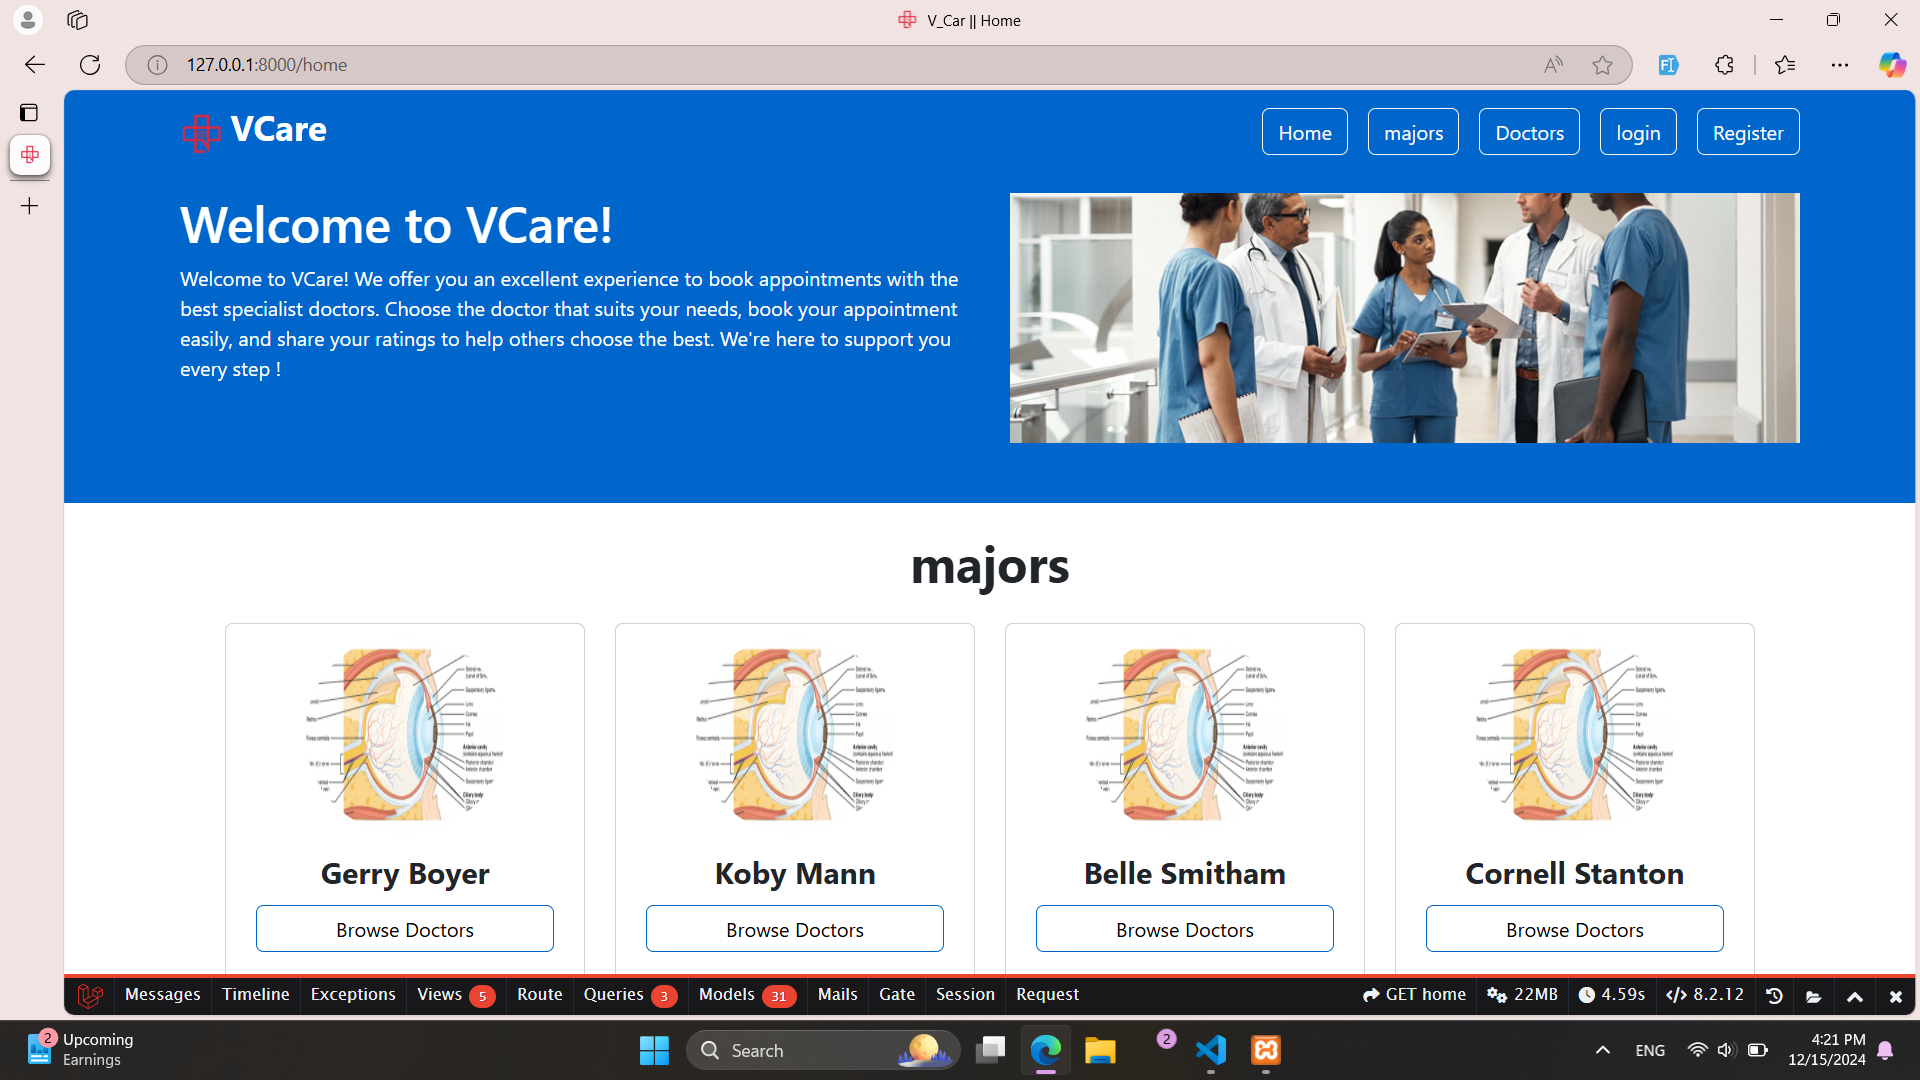 V_Car || Home
127.0.0.1:8000/home
VCare
Home
majors
Doctors
login
Register
Welcome to VCare!
Welcome to VCare! We offer you an excellent experience to book appointments with the
best specialist doctors. Choose the doctor that suits your needs, book your appointment
easily, and share your ratings to help others choose the best. We're here to support you
every step !
majors
Gerry Boyer
Browse Doctors
Koby Mann
Browse Doctors
Belle Smitham
Browse Doctors
Cornell Stanton
Browse Doctors
Messages
Timeline
Exceptions
Views 5
Route
Queries 3
Models 31
Mails
Gate
Session
Request
GET home
22MB
4.59s
8.2.12
2
Upcoming
Earnings
Search
2
ENG
4:21 PM
12/15/2024